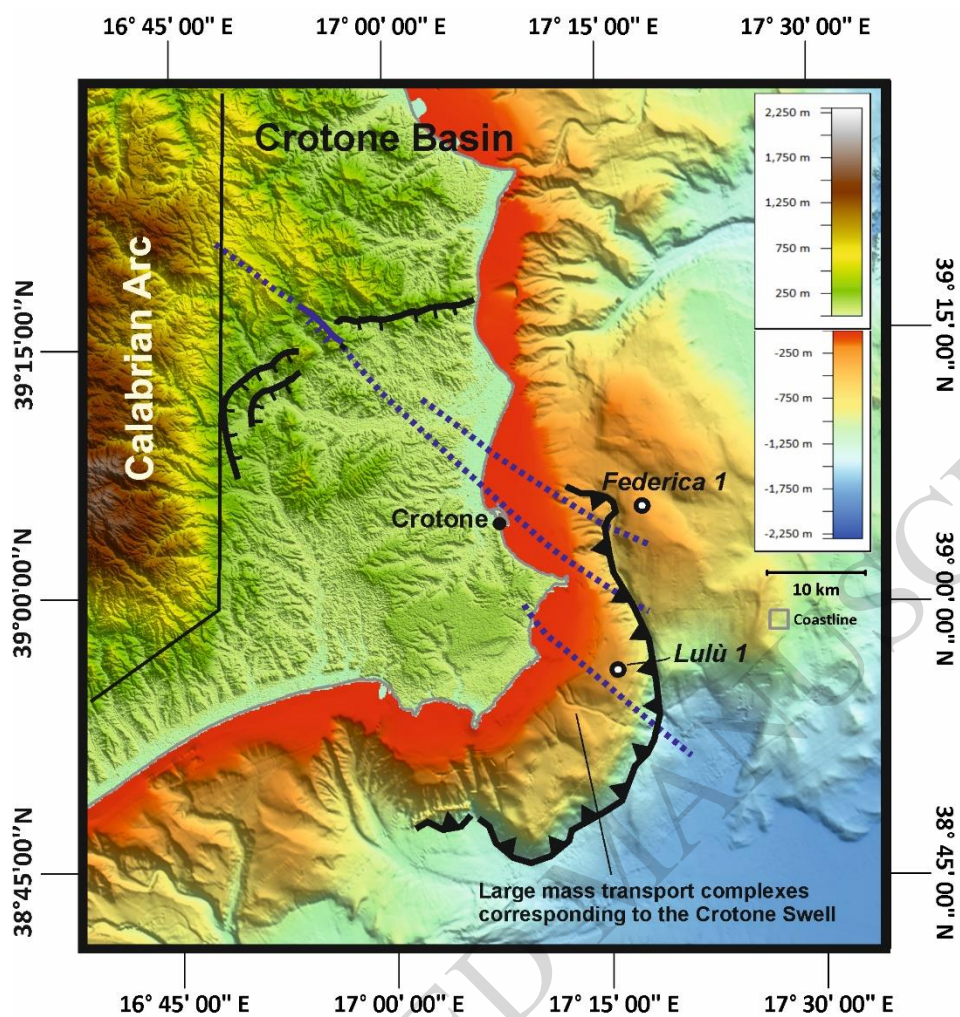 16° 45' 00" E
17° 00' 00" E
17° 15' 00" E
17° 30' 00" E
Crotone Basin
Calabrian Arc
2,250 m
1,750 m
1,250 m
750 m
250 m
-250 m
-750 m
-1,250 m
-1,750 m
-2,250 m
39°15' 00''N
39° 15' 00'' N
Federica 1
Crotone
10 km
Coastline
39°00' 00''N
39° 00' 00'' N
Lulù 1
Large mass transport complexes
corresponding to the Crotone Swell
38°45' 00''N
38° 45' 00'' N
16° 45' 00" E
17° 00' 00" E
17° 15' 00" E
17° 30' 00" E